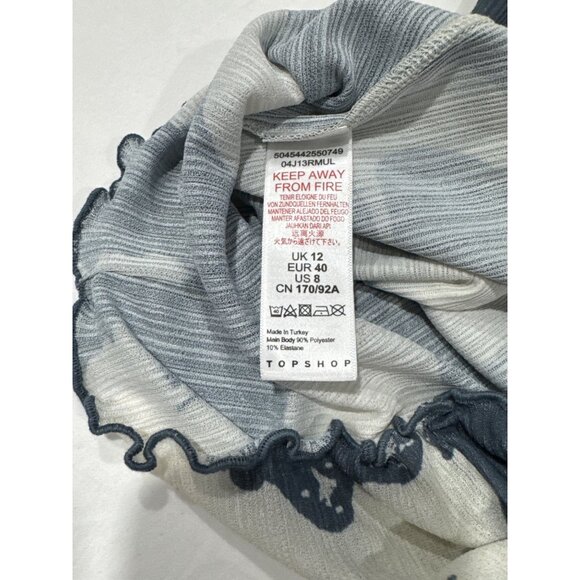 5045442550749
04J13RMUL
KEEP AWAY
FROM FIRE
TENIR ELOIGNE DU FEU
VON ZUNDQUELLEN FERNHALTEN
MANTENER ALEJADO DEL FUEGO
MANTER AFASTADO DO FOGO
JAUHKAN DARI API
远离火源
火気から遠ざけて下さい。
UK 12
EUR 40
US 8
CN 170/92A
40
Made In Turkey
Main Body 90% Polyester
10% Elastane
TOPSHOP